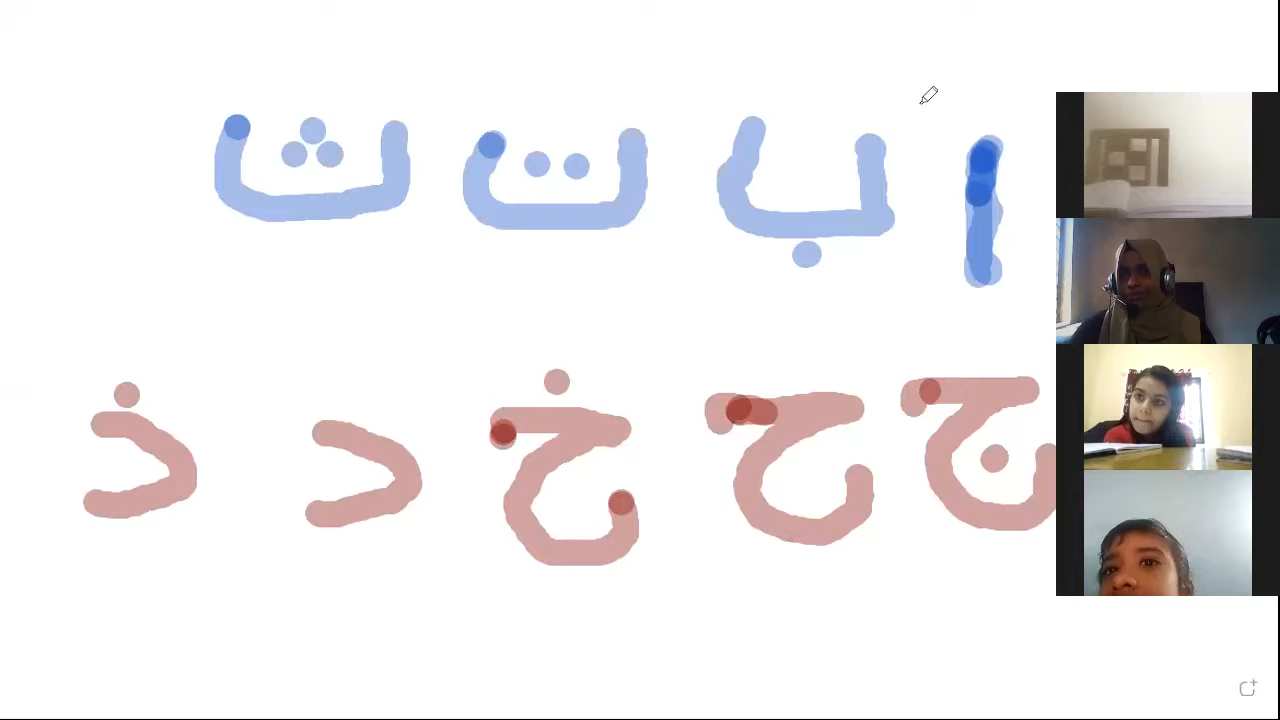 ا ب ت ث
ج ح خ د ذ